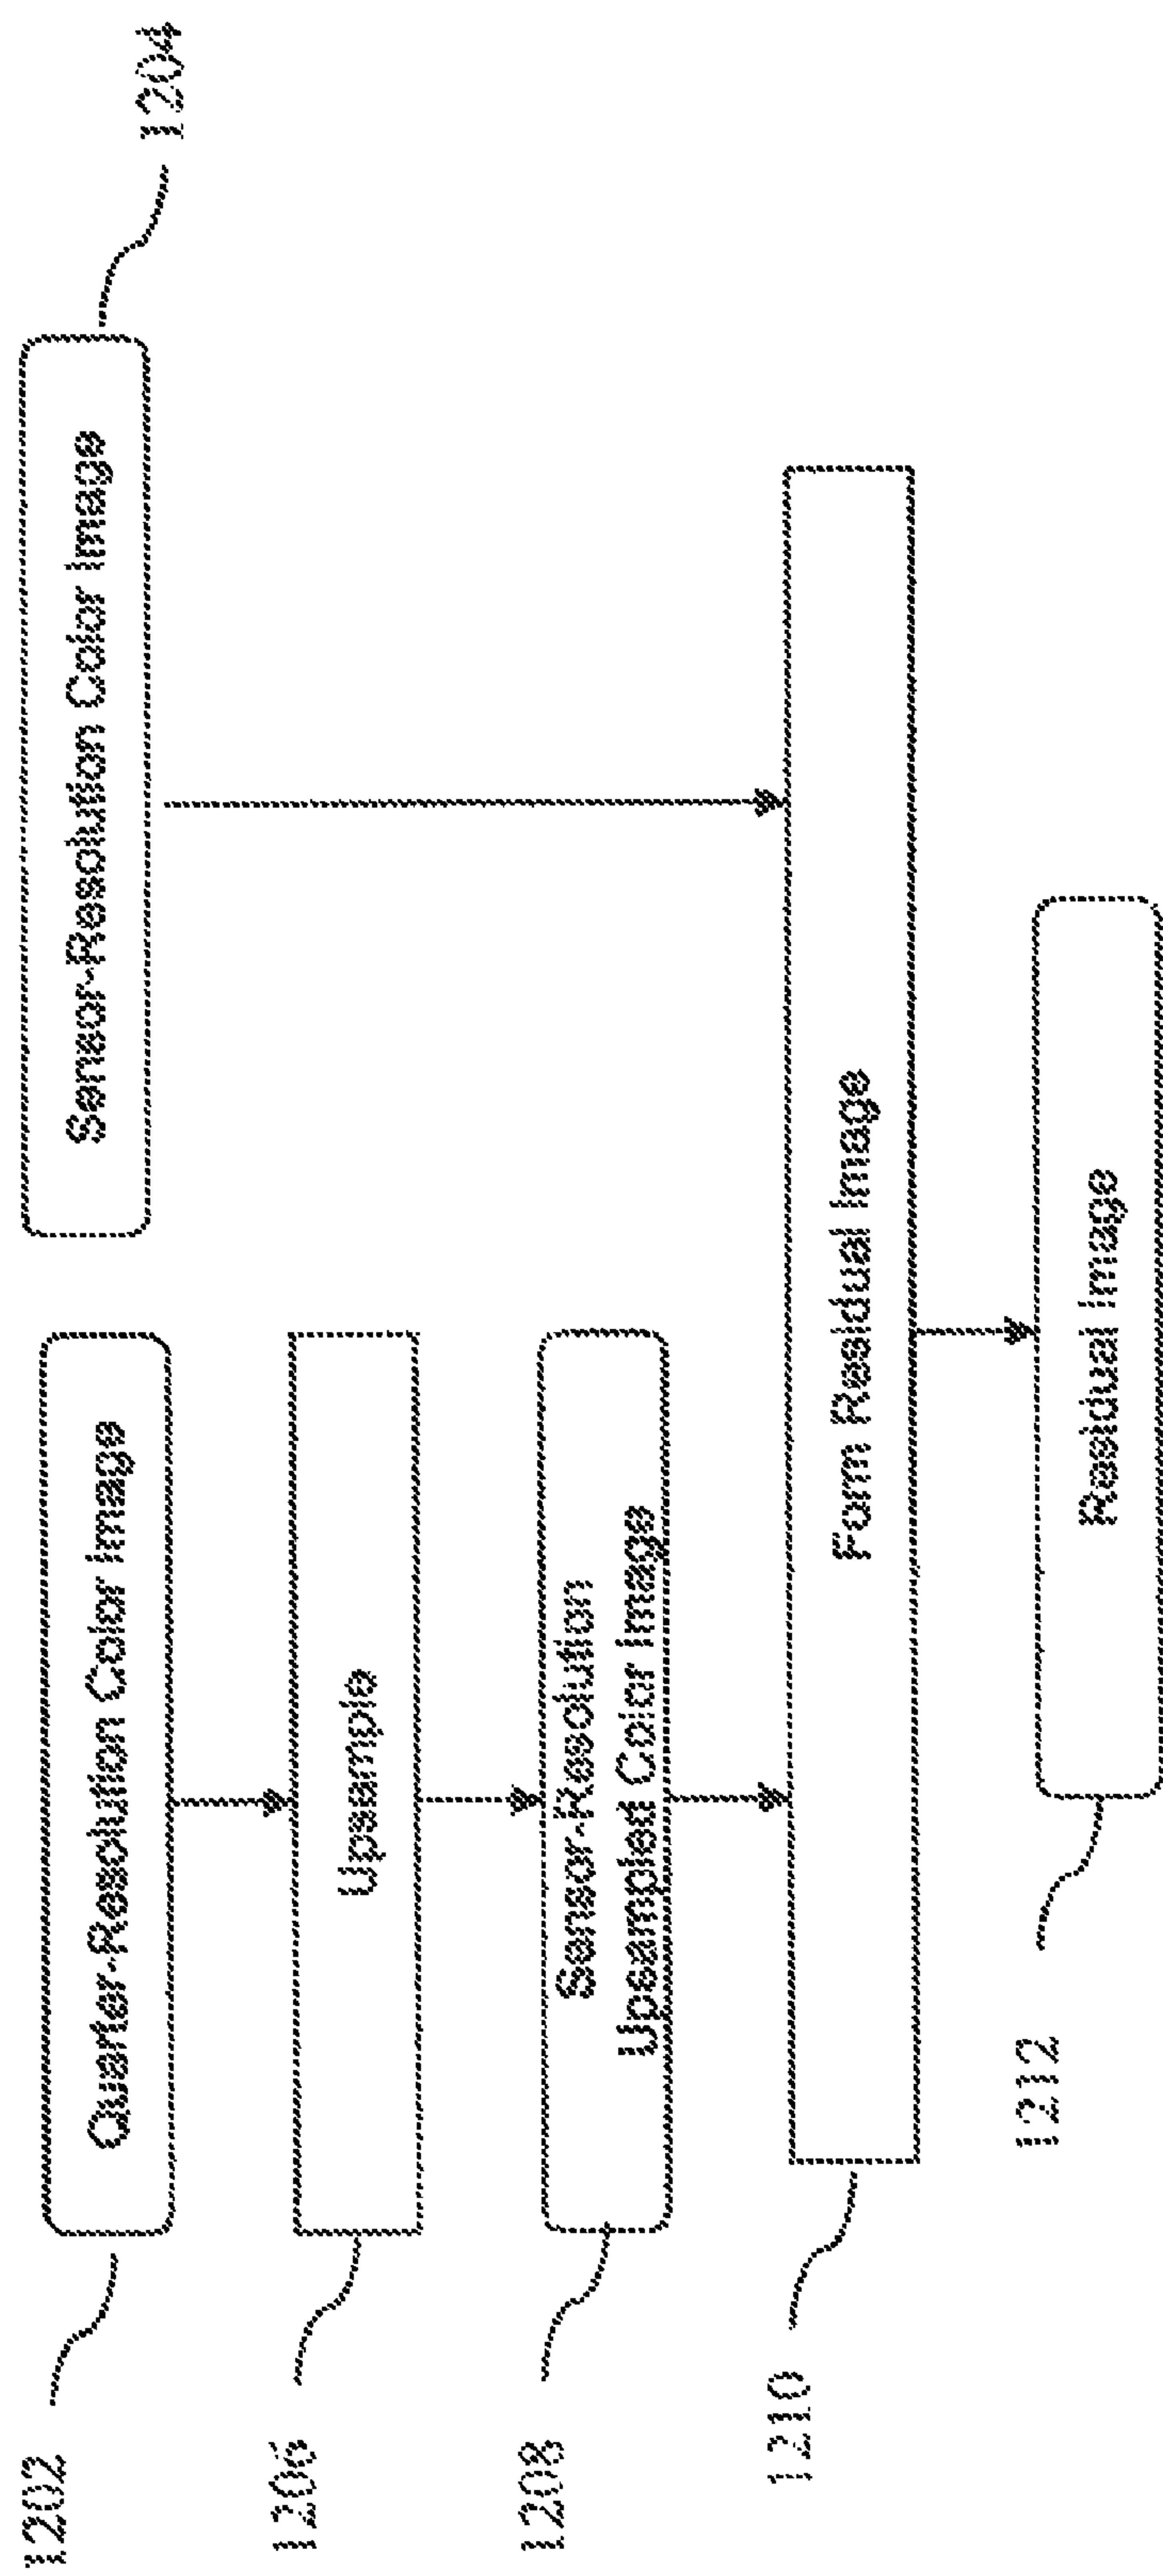 1202
Quarter-Resolution Color Image
Sensor-Resolution Color Image
1204
1206
Upsample
1208
Sensor-Resolution
Upsampled Color Image
1210
Form Residual Image
1212
Residual Image